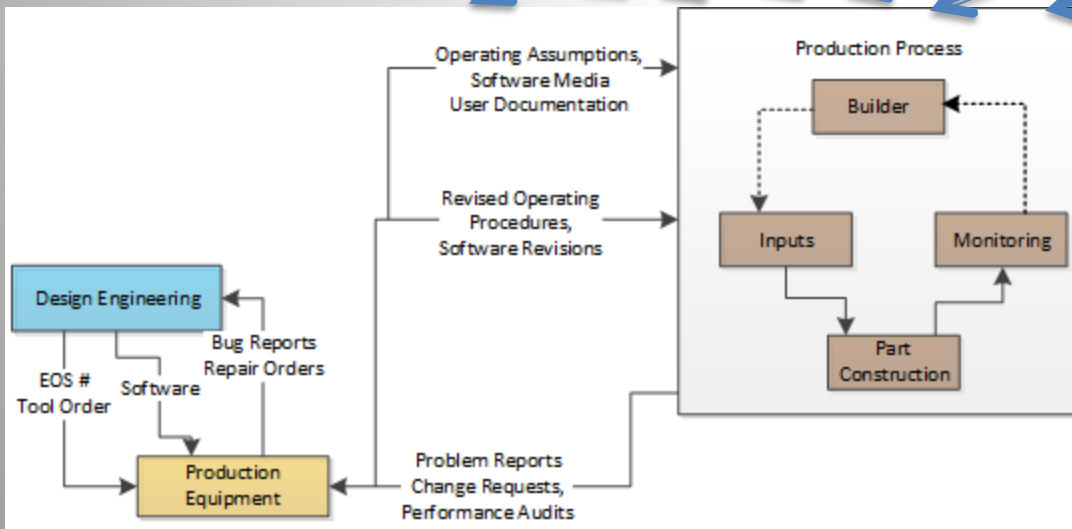 Operating Assumptions,
Software Media
User Documentation
Production Process
Builder
Revised Operating
Procedures,
Software Revisions
Inputs
Monitoring
Design Engineering
Bug Reports
Repair Orders
EOS #
Tool Order
Software
Part
Construction
Production
Equipment
Problem Reports
Change Requests,
Performance Audits